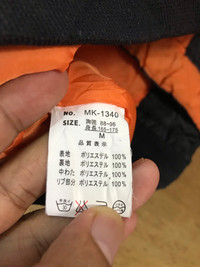 NO. MK-1340
SIZE. 胸囲 88-96
身長 165-175
M
品質表示
表地 ポリエステル 100%
裏地 ポリエステル 100%
中わた ポリエステル 100%
リブ部分 ポリエステル 100%